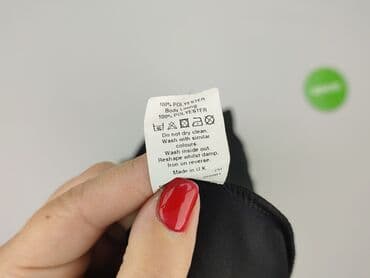 100% POLYESTER
Body Lining
100% POLYESTER
Do not dry clean.
Wash with similar
colours.
Wash inside out.
Reshape whilst damp.
Iron on reverse.
Made in U.K.